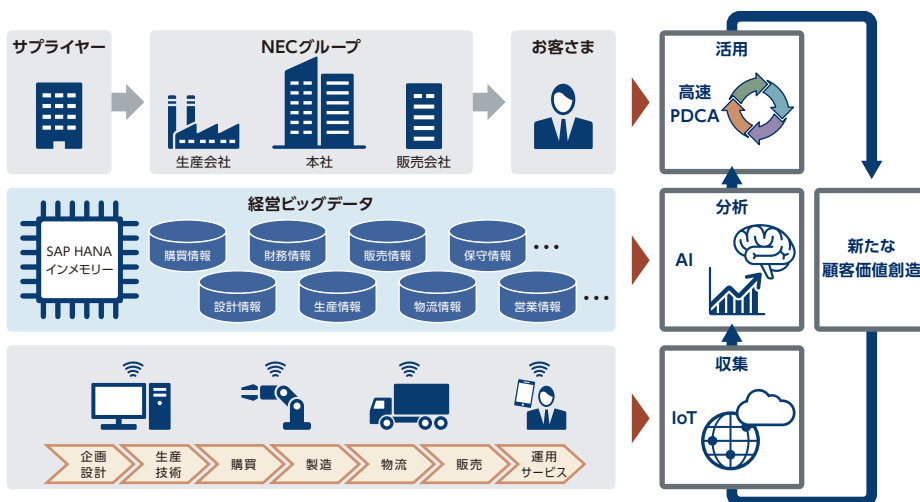 サプライヤー
NECグループ
お客さま
生産会社
本社
販売会社
活用
高速
PDCA
経営ビッグデータ
SAP HANA
インメモリー
購買情報
財務情報
販売情報
保守情報
•••
設計情報
生産情報
物流情報
営業情報
•••
分析
AI
新たな
顧客価値創造
収集
IoT
企画
設計
生産
技術
購買
製造
物流
販売
運用
サービス